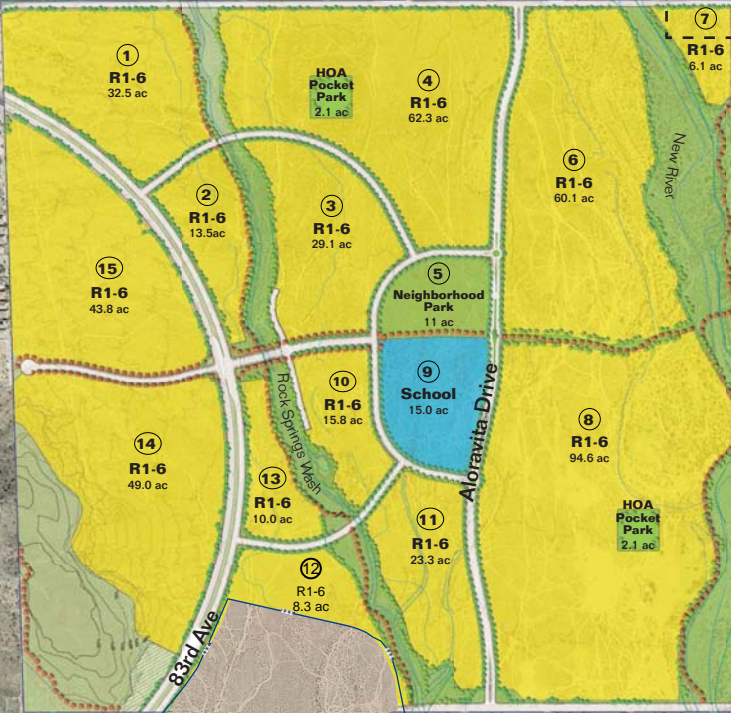 1
R1-6
32.5 ac
HOA
Pocket
Park
2.1 ac
4
R1-6
62.3 ac
7
R1-6
6.1 ac
6
R1-6
60.1 ac
New River
2
R1-6
13.5ac
3
R1-6
29.1 ac
15
R1-6
43.8 ac
5
Neighborhood
Park
11 ac
9
School
15.0 ac
Aloravita Drive
10
R1-6
15.8 ac
Rock Springs Wash
8
R1-6
94.6 ac
14
R1-6
49.0 ac
13
R1-6
10.0 ac
11
R1-6
23.3 ac
HOA
Pocket
Park
2.1 ac
12
R1-6
8.3 ac
83rd Ave